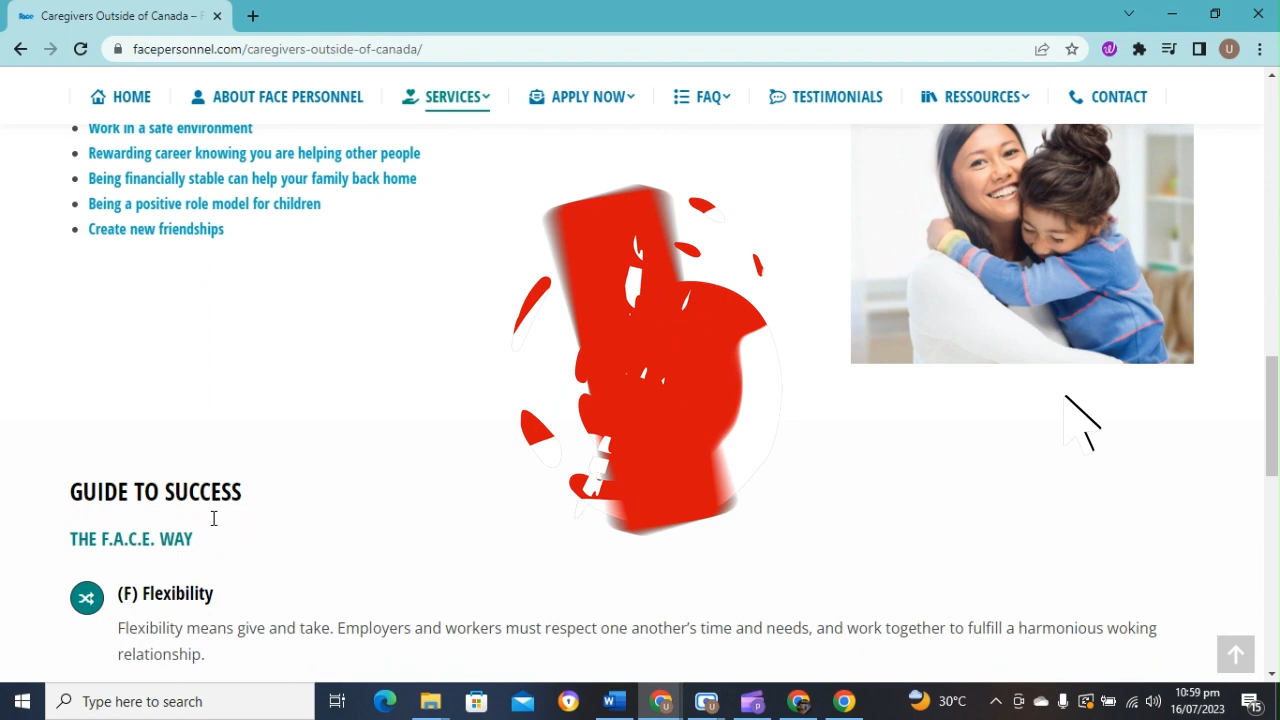 Face
Caregivers Outside of Canada – F
facepersonnel.com/caregivers-outside-of-canada/
U
HOME
ABOUT FACE PERSONNEL
SERVICES
APPLY NOW
FAQ
TESTIMONIALS
RESSOURCES
CONTACT
Work in a safe environment
Rewarding career knowing you are helping other people
Being financially stable can help your family back home
Being a positive role model for children
Create new friendships
GUIDE TO SUCCESS
THE F.A.C.E. WAY
(F) Flexibility
Flexibility means give and take. Employers and workers must respect one another's time and needs, and work together to fulfill a harmonious woking
relationship.
Type here to search
30°C
10:59 pm
16/07/2023
15